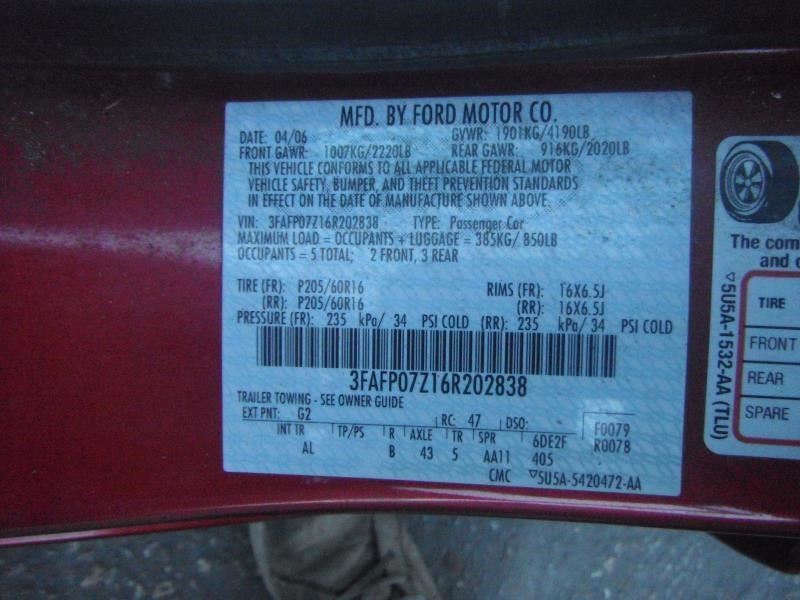 MFD. BY FORD MOTOR CO.
DATE: 04/06 GVWR: 1901KG/4190LB
FRONT GAWR: 1007KG/2220LB REAR GAWR: 916KG/2020LB
THIS VEHICLE CONFORMS TO ALL APPLICABLE FEDERAL MOTOR
VEHICLE SAFETY, BUMPER, AND THEFT PREVENTION STANDARDS
IN EFFECT ON THE DATE OF MANUFACTURE SHOWN ABOVE.
VIN: 3FAFP07Z16R202838 TYPE: Passenger Car
MAXIMUM LOAD = OCCUPANTS + LUGGAGE = 385KG/ 850LB
OCCUPANTS = 5 TOTAL; 2 FRONT, 3 REAR
TIRE (FR): P205/60R16 RIMS (FR): 16X6.5J
(RR): P205/60R16 (RR): 16X6.5J
PRESSURE (FR): 235 kPa/ 34 PSI COLD (RR): 235 kPa/ 34 PSI COLD
3FAFP07Z16R202838
TRAILER TOWING - SEE OWNER GUIDE
EXT PNT: G2 RC: 47 DSO: F0079
INT TR TP/PS R AXLE TR SPR 6DE2F R0078
AL B 43 5 AA11 405
CMC ▽5U5A-5420472-AA
▽5U5A-1532-AA (TLU)
The com
and o
TIRE
FRONT
REAR
SPARE